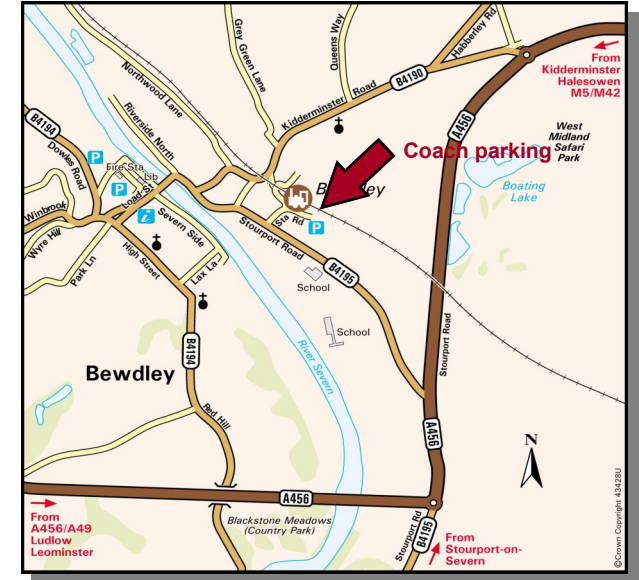 Grey Green Lane
Queens Way
Habberley Rd
Northwood Lane
Riverside North
Kidderminster Road
B4190
From
Kidderminster
Halesowen
M5/M42
A456
West
Midland
Safari
Park
Coach parking
B4194
Dowles Road
P
Fire Sta
Lib
P
Load St
i
Boating
Lake
Winbrook
Wyre Hill
Park Ln
High Street
Severn Side
Lax La
Sta Rd
P
Stourport Road
B4195
School
School
River Severn
Stourport Road
Bewdley
B4194
Red Hill
A456
N
From
A456/A49
Ludlow
Leominster
A456
Blackstone Meadows
(Country Park)
Stourport Rd
B4195
From
Stourport-on-
Severn
©Crown Copyright 43428U